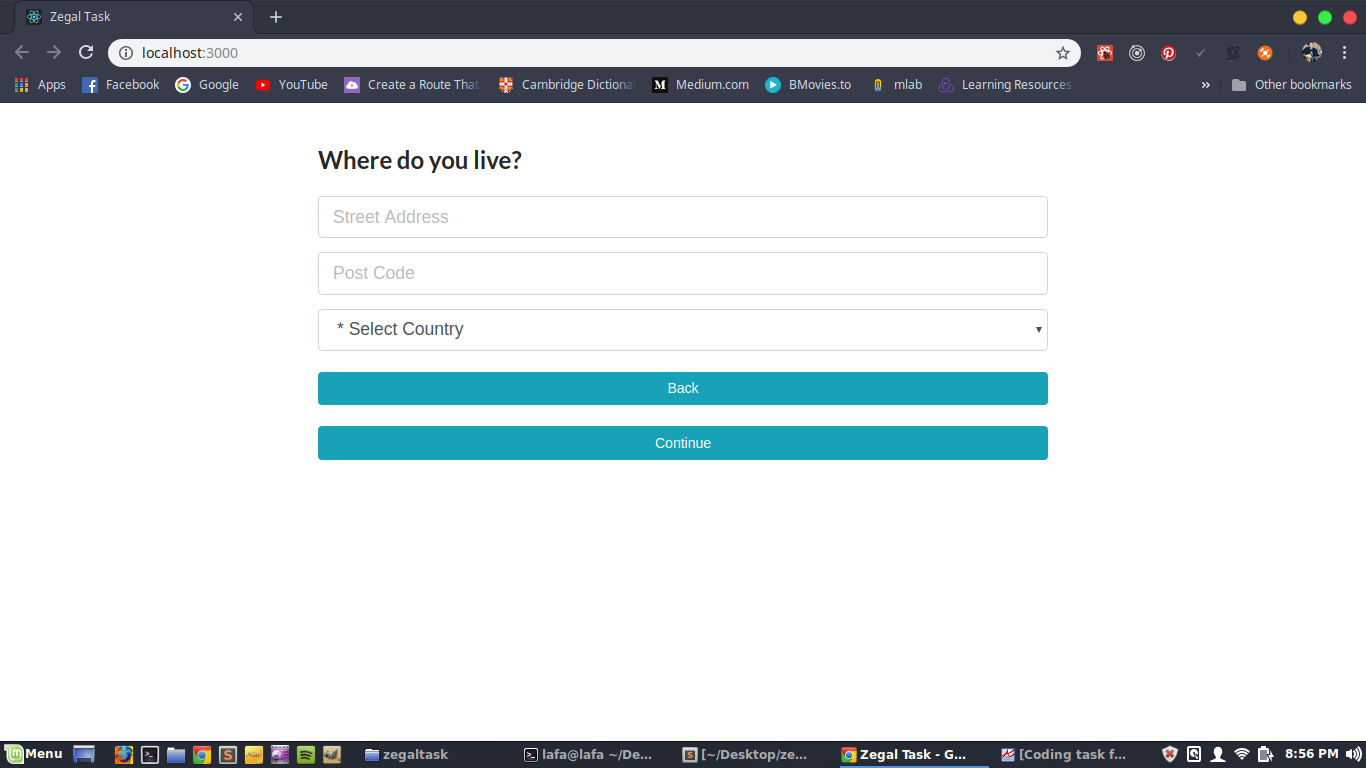 Zegal Task
localhost:3000
Apps Facebook Google YouTube Create a Route That Cambridge Dictiona Medium.com BMovies.to mlab Learning Resources » Other bookmarks
Where do you live?
Street Address
Post Code
* Select Country
Back
Continue
Menu zegaltask lafa@lafa ~/De... [~/Desktop/ze... Zegal Task - G... [Coding task f... 8:56 PM